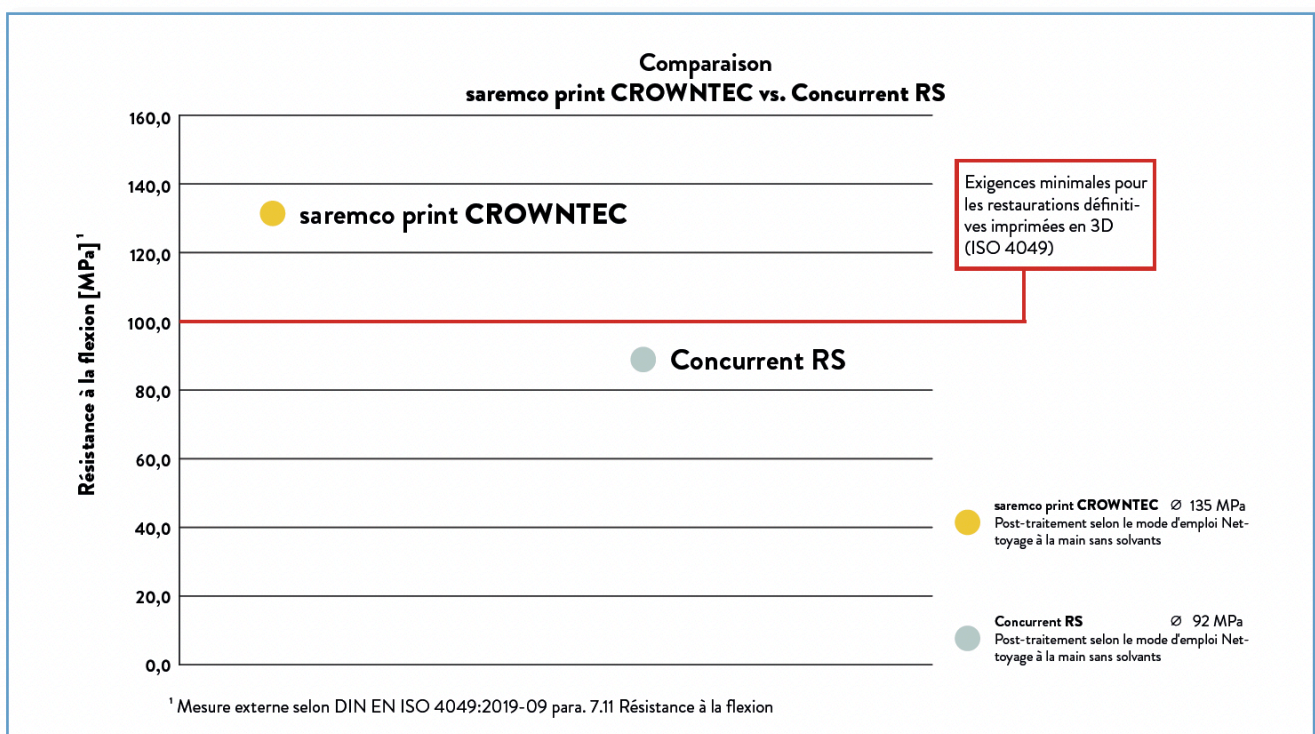 Comparaison
saremco print CROWNTEC vs. Concurrent RS
Résistance à la flexion [MPa] ¹
160,0
140,0
120,0
100,0
80,0
60,0
40,0
20,0
0,0
saremco print CROWNTEC
Concurrent RS
Exigences minimales pour
les restaurations définiti-
ves imprimées en 3D
(ISO 4049)
saremco print CROWNTEC ∅ 135 MPa
Post-traitement selon le mode d'emploi Net-
toyage à la main sans solvants
Concurrent RS ∅ 92 MPa
Post-traitement selon le mode d'emploi Net-
toyage à la main sans solvants
¹ Mesure externe selon DIN EN ISO 4049:2019-09 para. 7.11 Résistance à la flexion